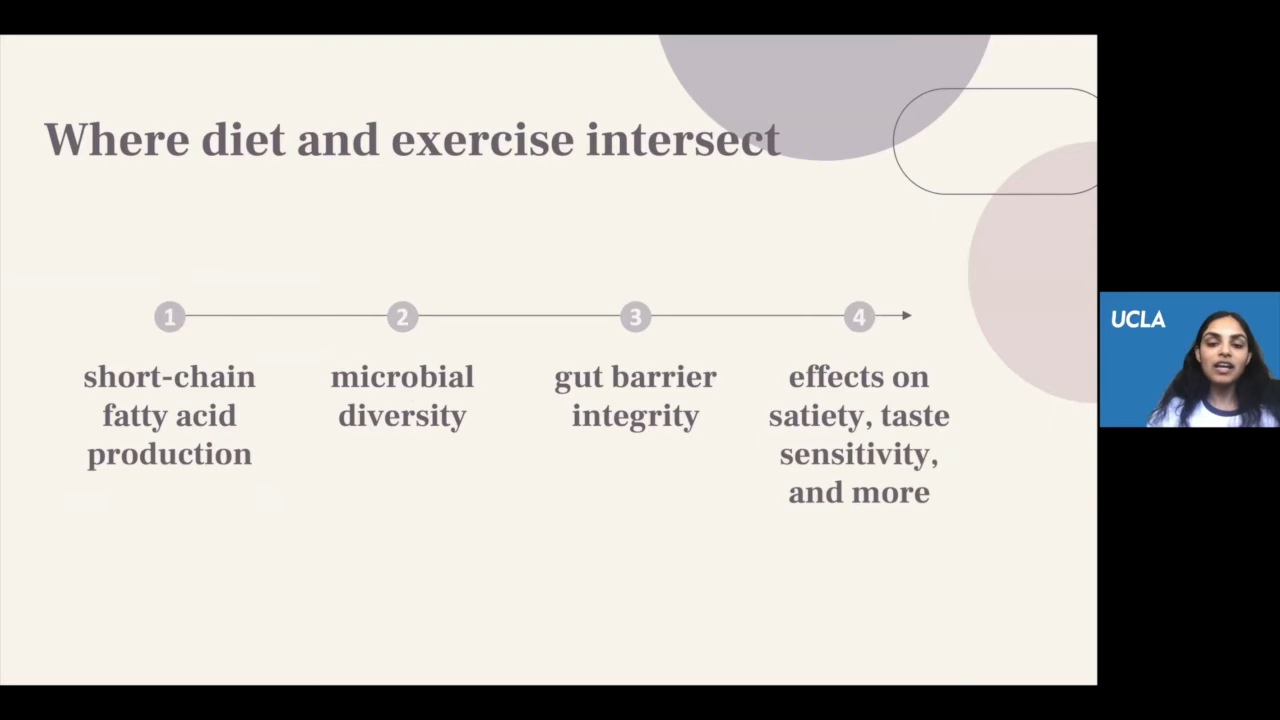 Where diet and exercise intersect
1
2
3
4
short-chain
fatty acid
production
microbial
diversity
gut barrier
integrity
effects on
satiety, taste
sensitivity,
and more
UCLA